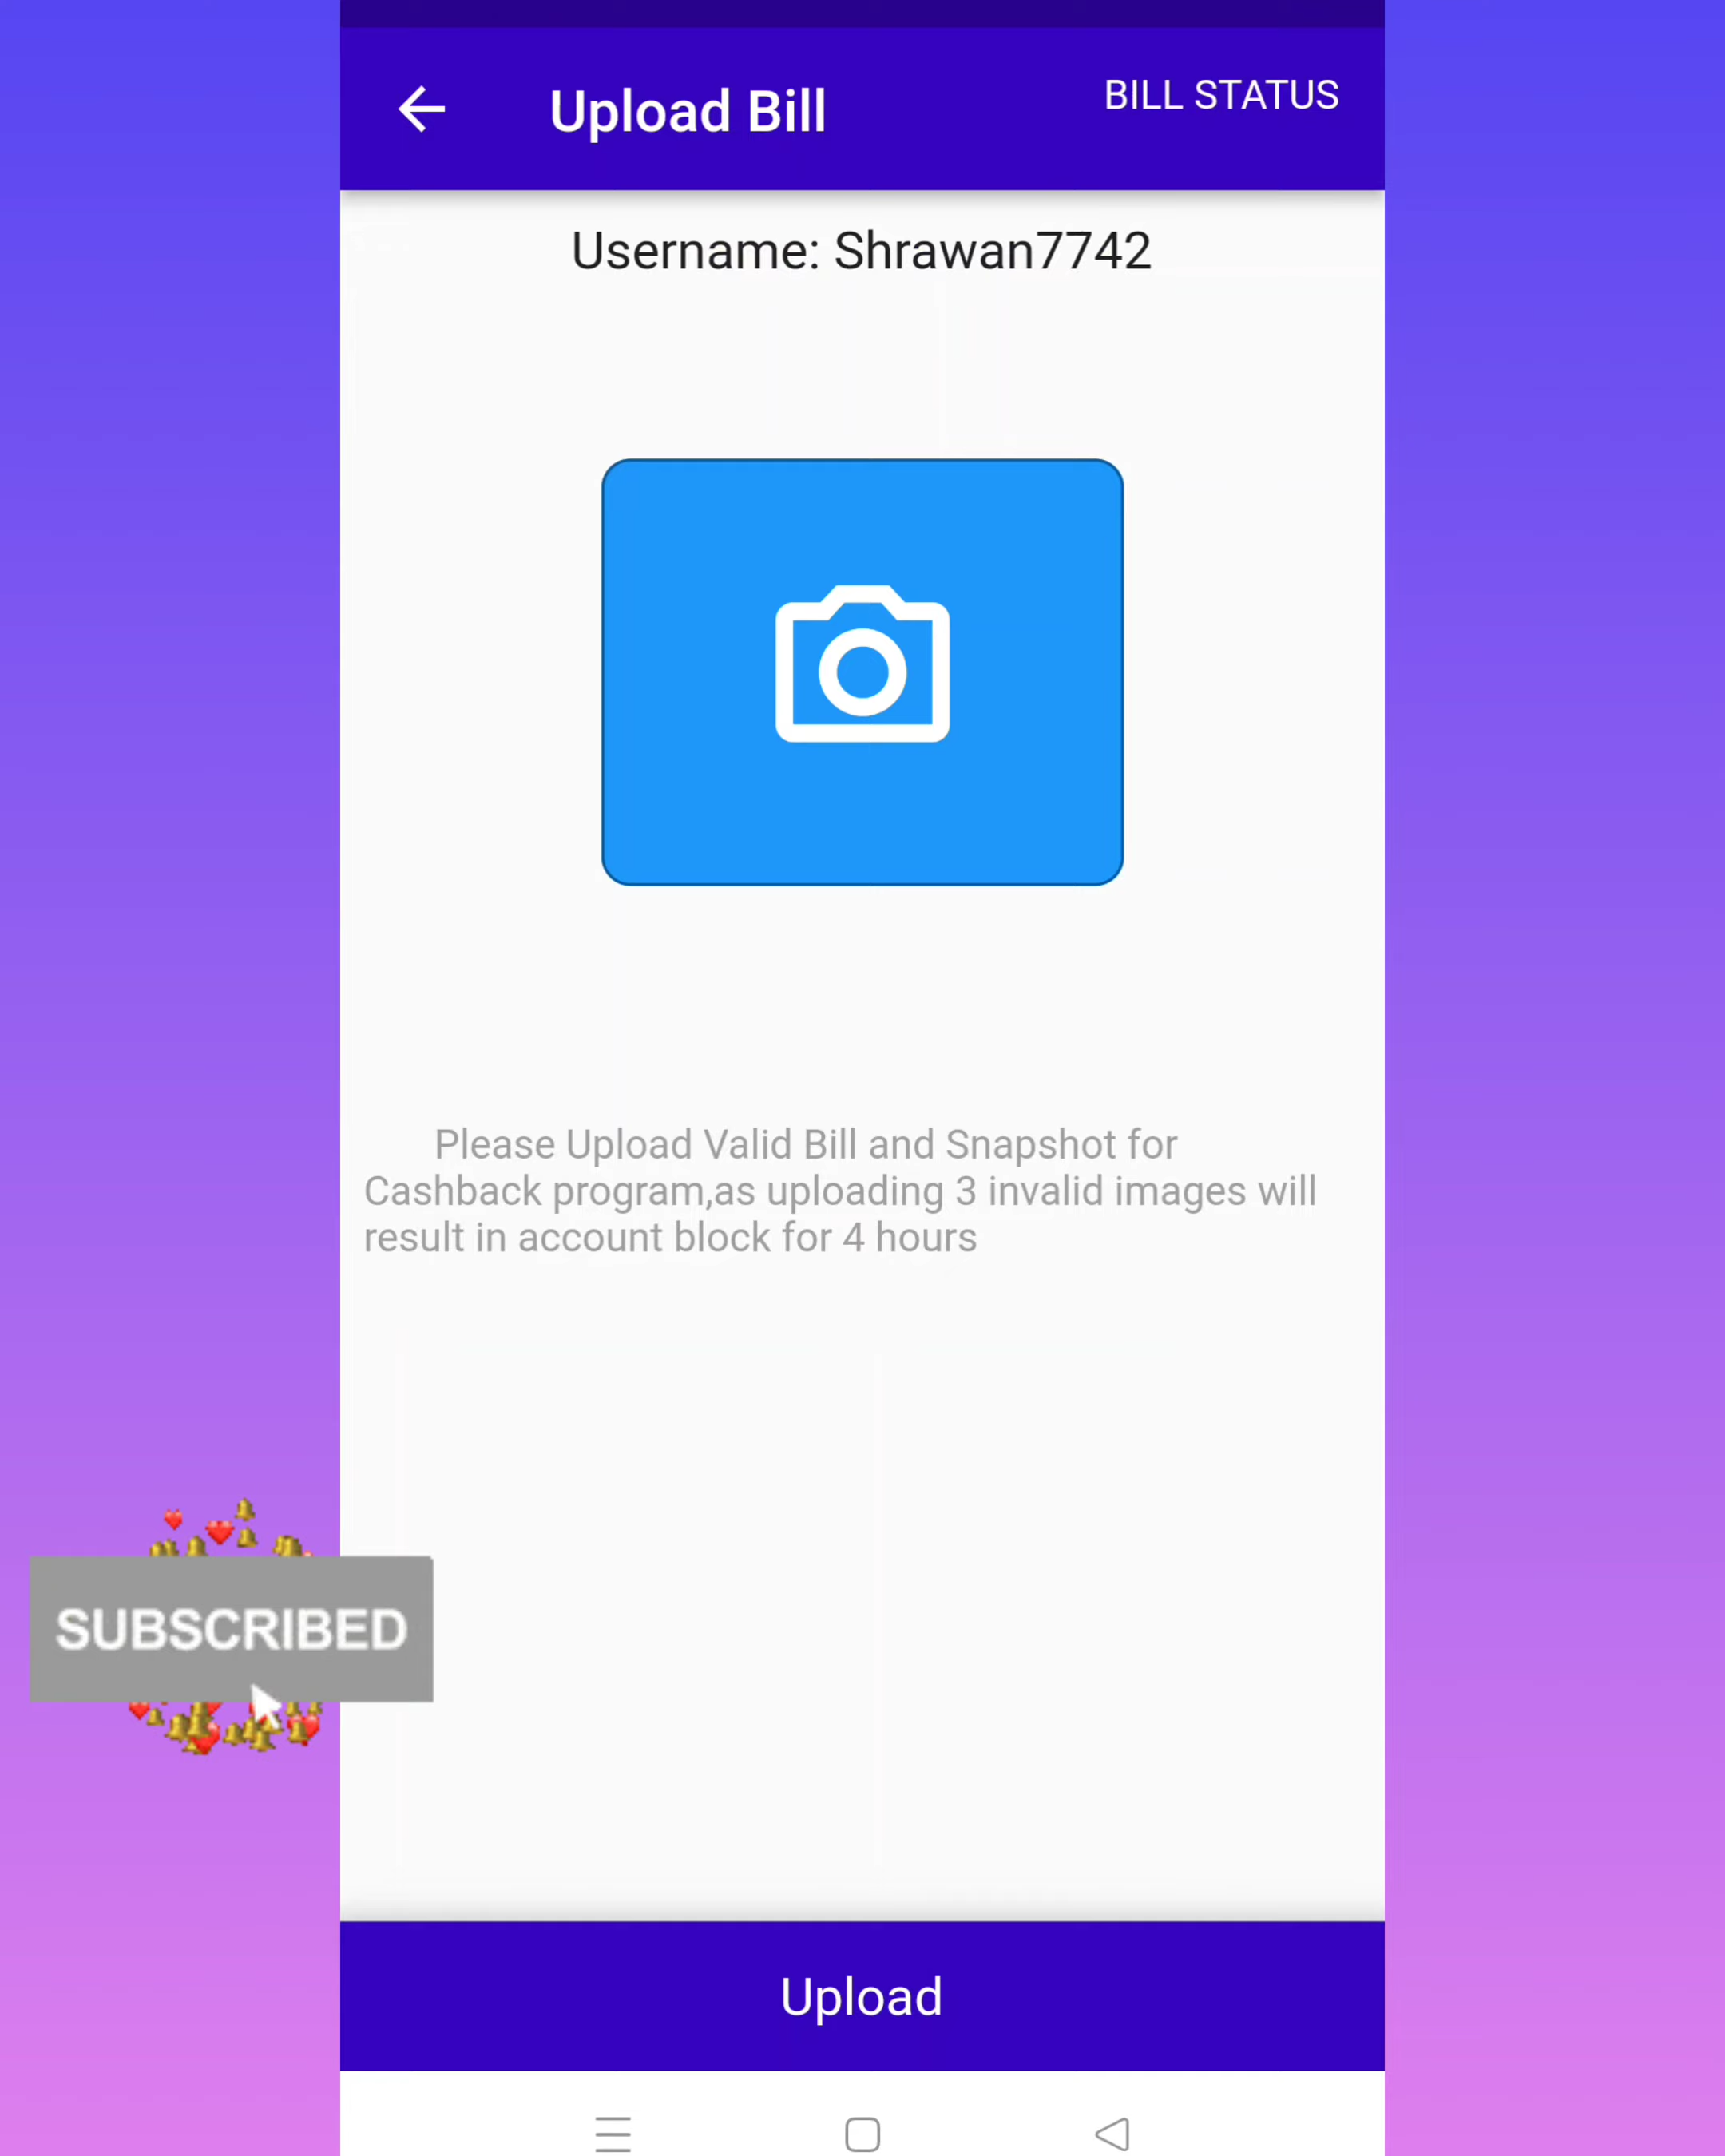 Upload Bill
BILL STATUS
Username: Shrawan7742
Please Upload Valid Bill and Snapshot for
Cashback program,as uploading 3 invalid images will
result in account block for 4 hours
SUBSCRIBED
Upload